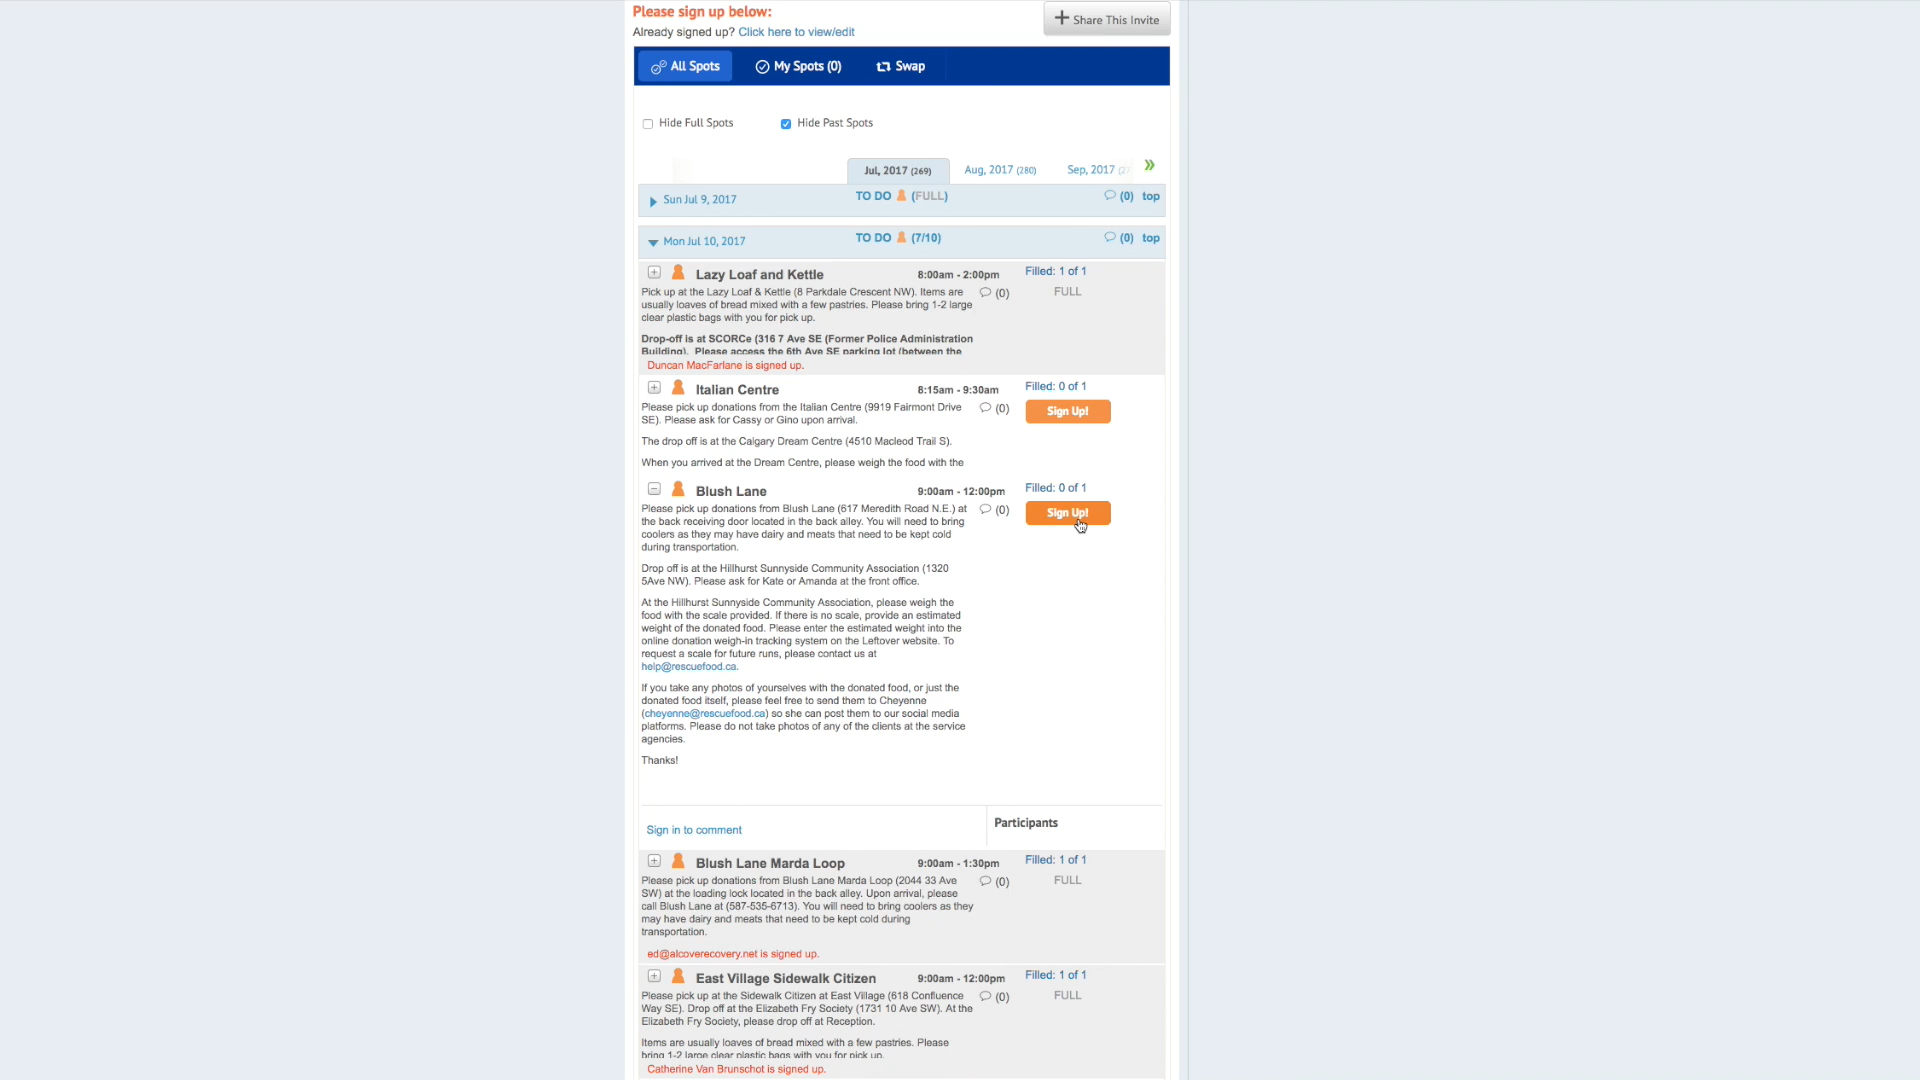 Please sign up below:
Share This Invite
Already signed up? Click here to view/edit
All Spots
My Spots (0)
Swap
Hide Full Spots
Hide Past Spots
Jul, 2017 (269)
Aug, 2017 (280)
Sep, 2017
Sun Jul 9, 2017
TO DO (FULL)
(0) top
Mon Jul 10, 2017
TO DO (7/10)
(0) top
Lazy Loaf and Kettle
8:00am - 2:00pm
Filled: 1 of 1
Pick up at the Lazy Loaf & Kettle (8 Parkdale Crescent NW). Items are
(0)
FULL
usually loaves of bread mixed with a few pastries. Please bring 1-2 large
clear plastic bags with you for pick up.
Drop-off is at SCORCe (316 7 Ave SE (Former Police Administration
Building). Please access the 6th Ave SE parking lot (between the
Duncan MacFarlane is signed up.
Italian Centre
8:15am - 9:30am
Filled: 0 of 1
Please pick up donations from the Italian Centre (9919 Fairmont Drive
(0)
Sign Up!
SE). Please ask for Cassy or Gino upon arrival.
The drop off is at the Calgary Dream Centre (4510 Macleod Trail S).
When you arrived at the Dream Centre, please weigh the food with the
Blush Lane
9:00am - 12:00pm
Filled: 0 of 1
Please pick up donations from Blush Lane (617 Meredith Road N.E.) at
(0)
Sign Up!
the back receiving door located in the back alley. You will need to bring
coolers as they may have dairy and meats that need to be kept cold
during transportation.
Drop off is at the Hillhurst Sunnyside Community Association (1320
5Ave NW). Please ask for Kate or Amanda at the front office.
At the Hillhurst Sunnyside Community Association, please weigh the
food with the scale provided. If there is no scale, provide an estimated
weight of the donated food. Please enter the estimated weight into the
online donation weigh-in tracking system on the Leftover website. To
request a scale for future runs, please contact us at
help@rescuefood.ca.
If you take any photos of yourselves with the donated food, or just the
donated food itself, please feel free to send them to Cheyenne
(cheyenne@rescuefood.ca) so she can post them to our social media
platforms. Please do not take photos of any of the clients at the service
agencies.
Thanks!
Sign in to comment
Participants
Blush Lane Marda Loop
9:00am - 1:30pm
Filled: 1 of 1
Please pick up donations from Blush Lane Marda Loop (2044 33 Ave
(0)
FULL
SW) at the loading lock located in the back alley. Upon arrival, please
call Blush Lane at (587-535-6713). You will need to bring coolers as they
may have dairy and meats that need to be kept cold during
transportation.
ed@alcoverecovery.net is signed up.
East Village Sidewalk Citizen
9:00am - 12:00pm
Filled: 1 of 1
Please pick up at the Sidewalk Citizen at East Village (618 Confluence
(0)
FULL
Way SE). Drop off at the Elizabeth Fry Society (1731 10 Ave SW). At the
Elizabeth Fry Society, please drop off at Reception.
Items are usually loaves of bread mixed with a few pastries. Please
bring 1-2 large clear plastic bags with you for pick up.
Catherine Van Brunschot is signed up.